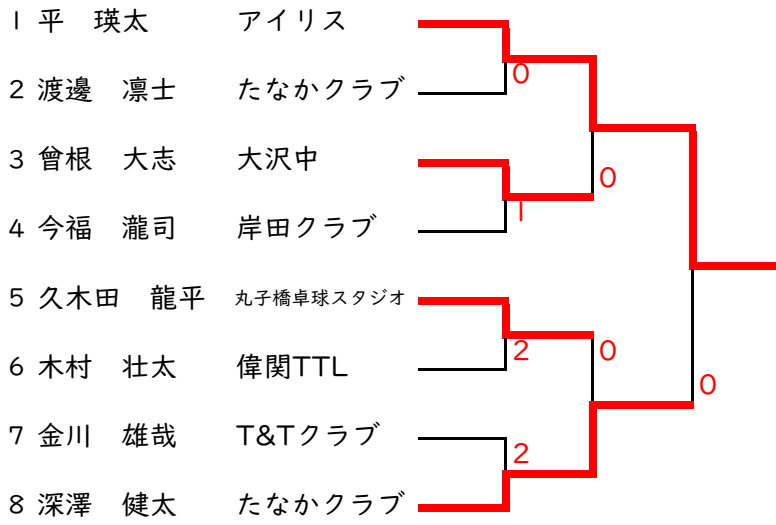 1 平 瑛太 アイリス
0
2 渡邊 凛士 たなかクラブ
3 曾根 大志 大沢中
0
1
4 今福 瀧司 岸田クラブ
5 久木田 龍平 丸子橋卓球スタジオ
2 0
6 木村 壮太 偉関TTL
0
7 金川 雄哉 T&Tクラブ
2
8 深澤 健太 たなかクラブ